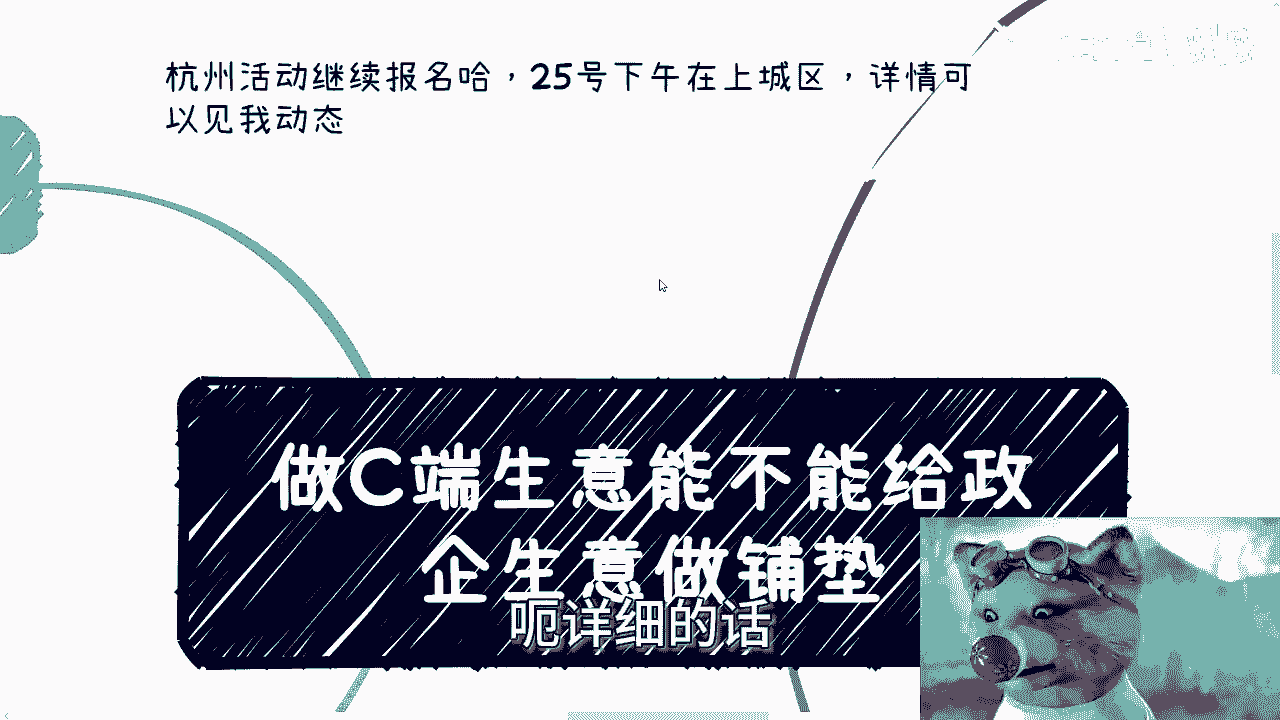 杭州活动继续报名哈，25号下午在上城区，详情可
以见我动态
做C端生意能不能给政
企生意做铺垫
呃详细的话